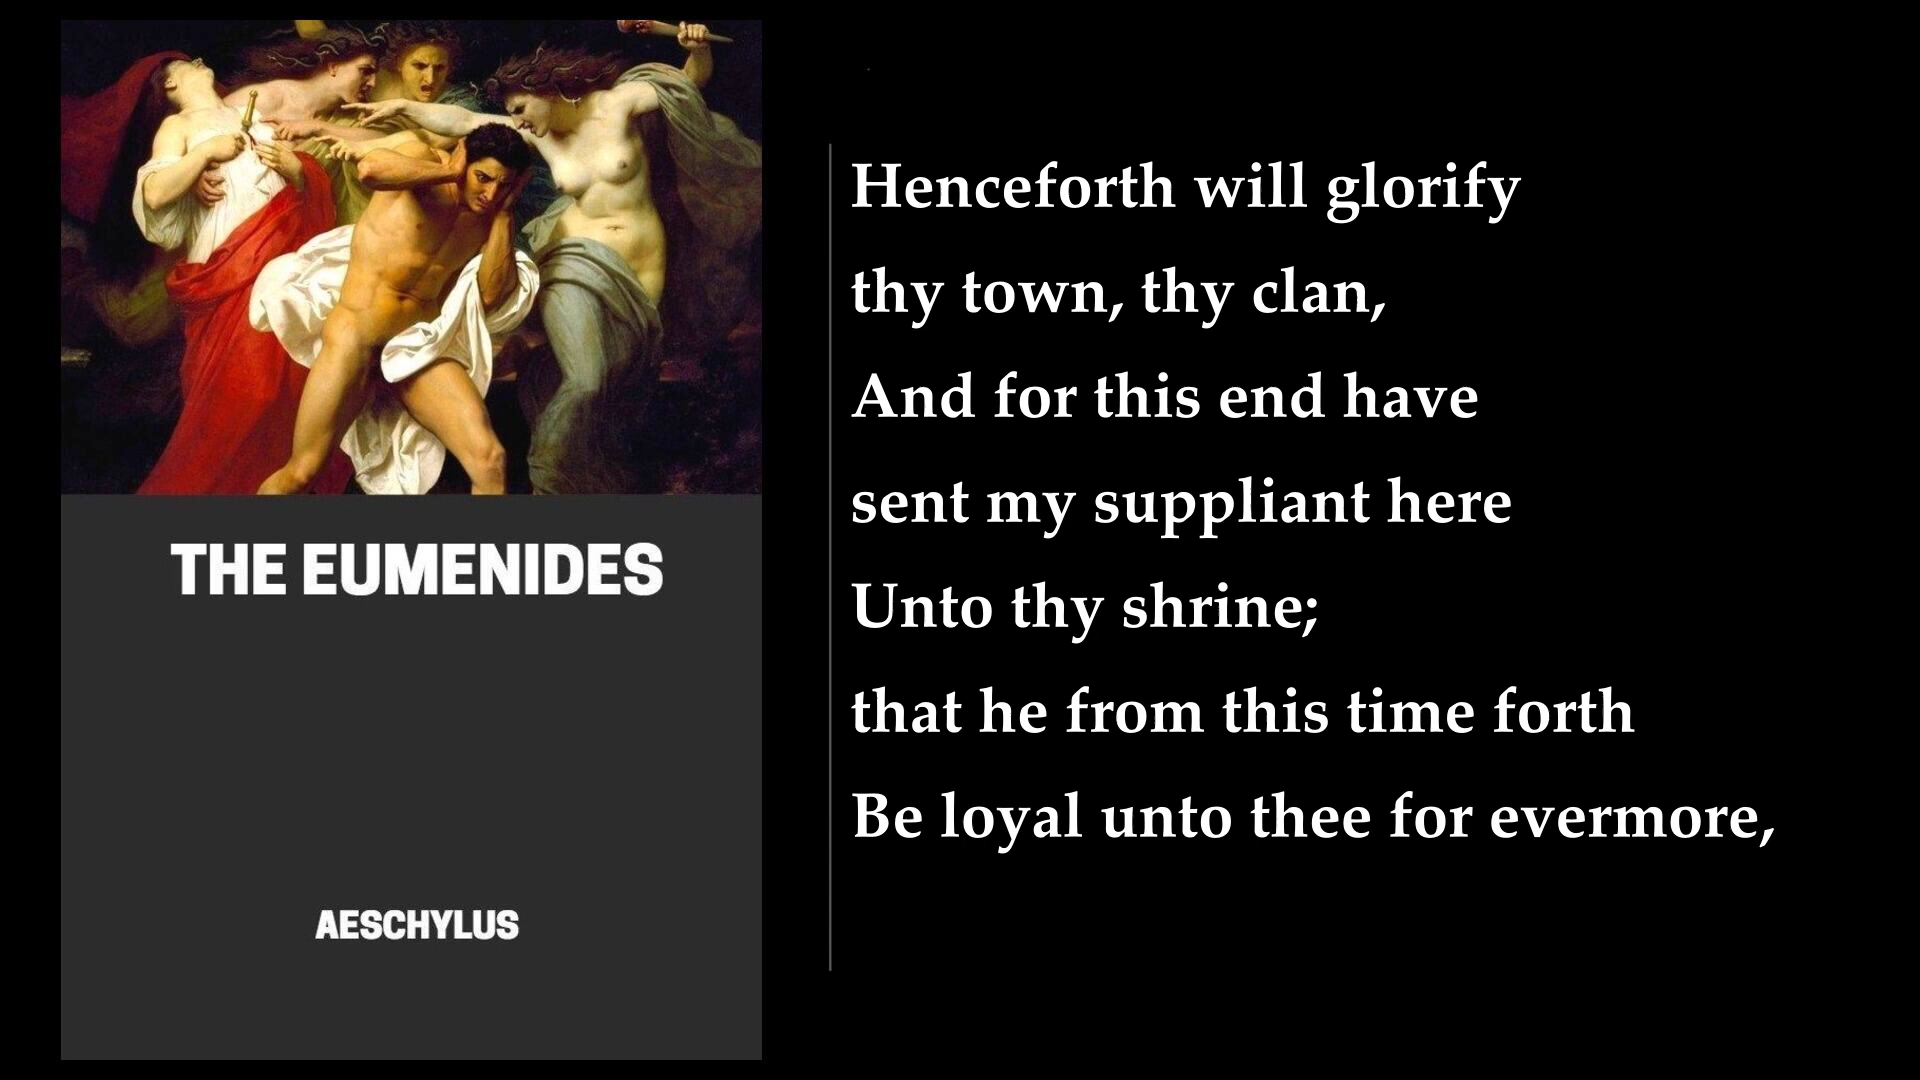 THE EUMENIDES
AESCHYLUS
Henceforth will glorify
thy town, thy clan,
And for this end have
sent my suppliant here
Unto thy shrine;
that he from this time forth
Be loyal unto thee for evermore,